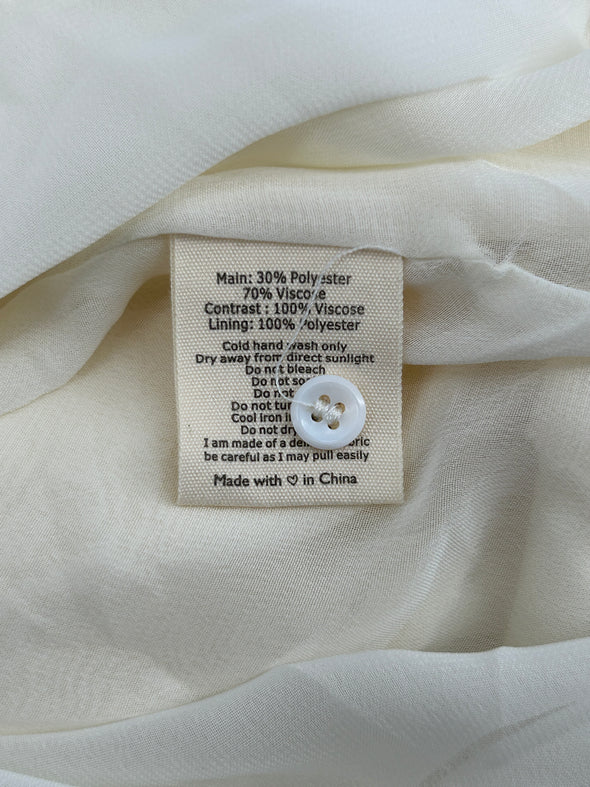 Main: 30% Polyester
70% Viscose
Contrast : 100% Viscose
Lining: 100% Polyester
Cold hand wash only
Dry away from direct sunlight
Do not bleach
Do not
Do not
Do not
Cool iron
Do not
I am made of a
be careful as I may pull easily
Made with ♡ in China